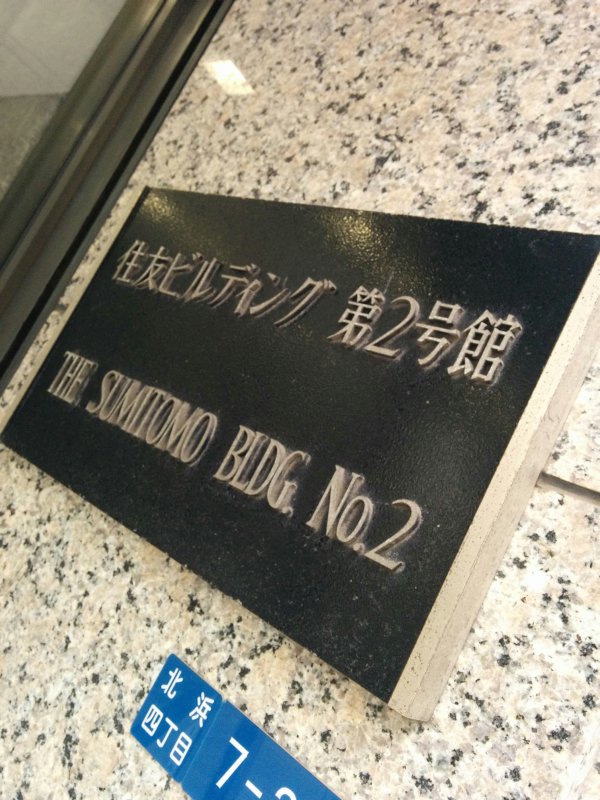 住友ビルディング 第2号館
THE SUMITOMO BLDG. No.2
北浜
四丁目
7-